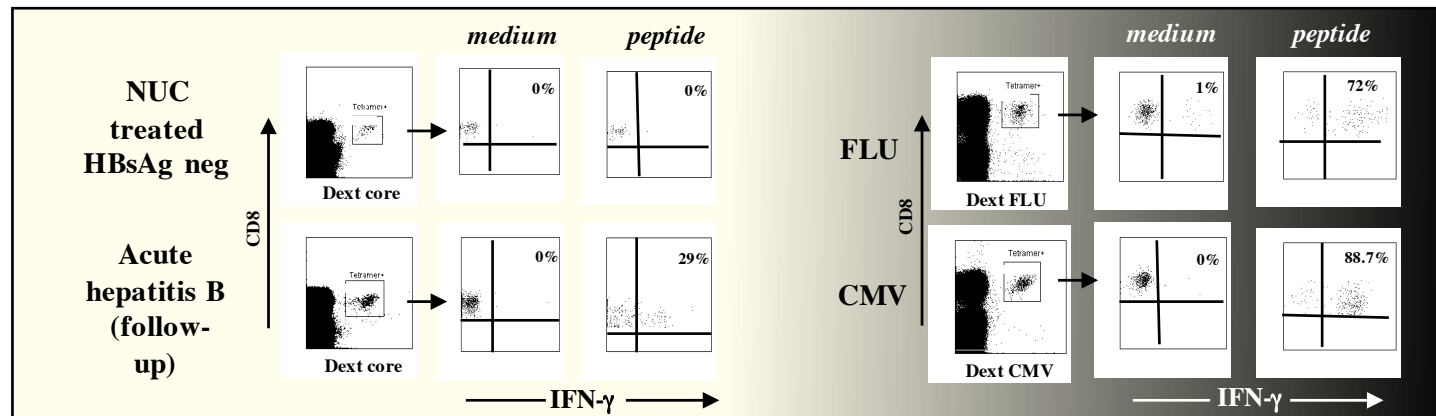 medium
peptide
NUC
treated
HBsAg neg
CD8
Tetramer+
0%
0%
Dext core
Acute
hepatitis B
(follow-
up)
Tetramer+
0%
29%
Dext core
IFN-γ
medium
peptide
FLU
CD8
Tetramer+
1%
72%
Dext FLU
CMV
Tetramer+
0%
88.7%
Dext CMV
IFN-γ